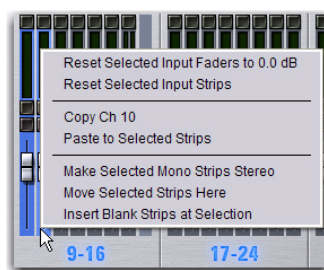 Reset Selected Input Faders to 0.0 dB
Reset Selected Input Strips
Copy Ch 10
Paste to Selected Strips
Make Selected Mono Strips Stereo
Move Selected Strips Here
Insert Blank Strips at Selection
9-16 17-24